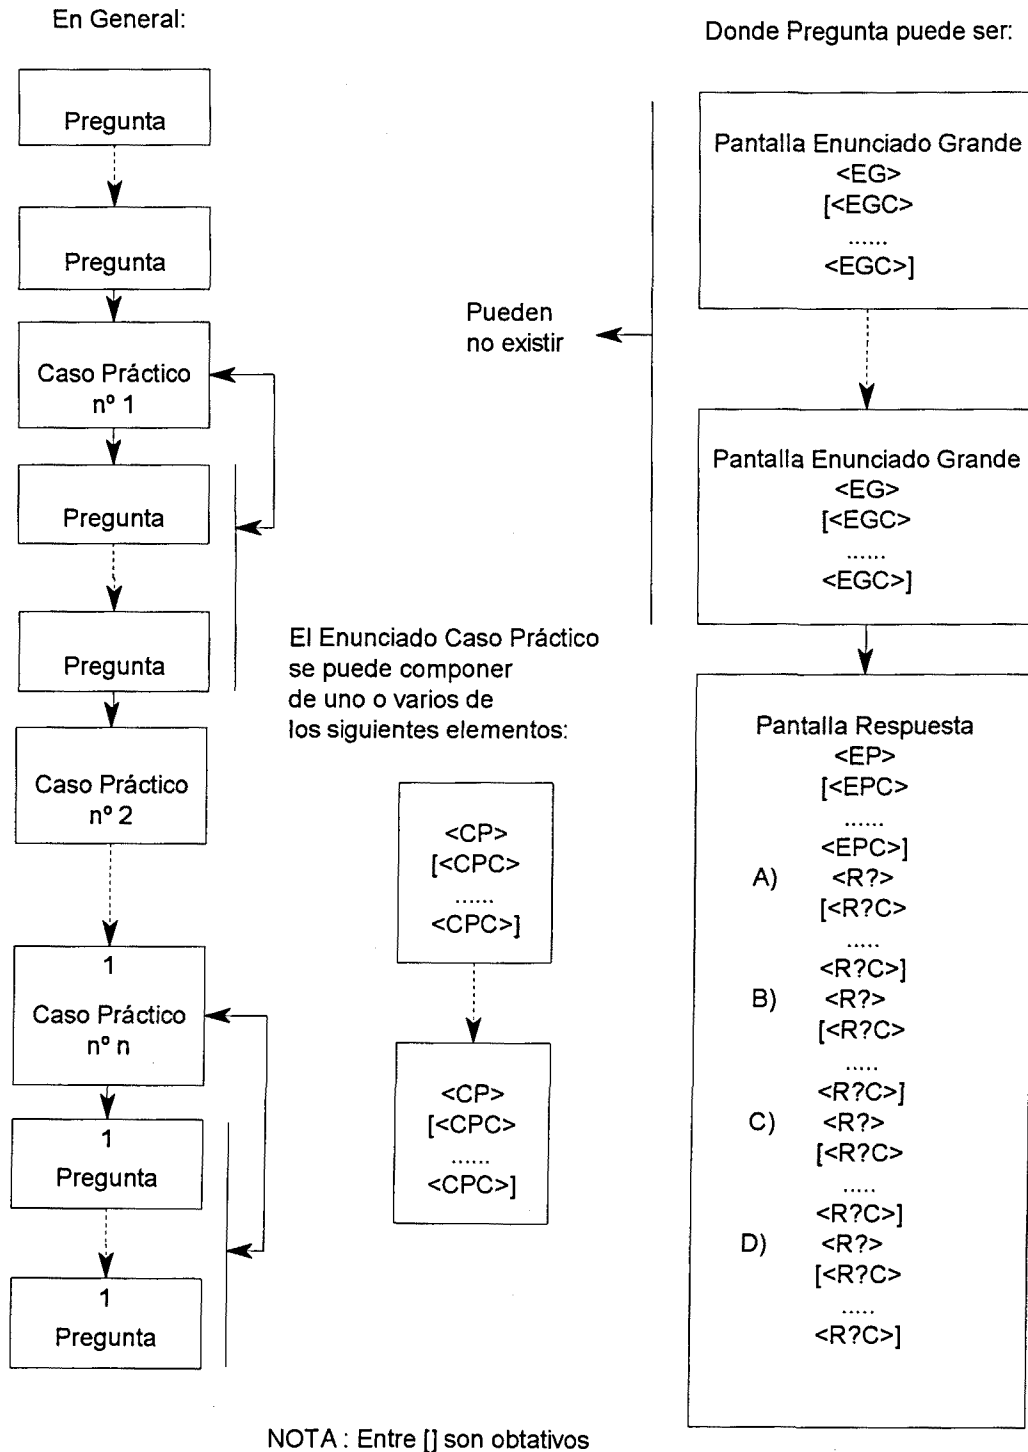 En General:
Pregunta
Pregunta
Caso Práctico
nº 1
Pregunta
Pregunta
Caso Práctico
nº 2
1
Caso Práctico
nº n
1
Pregunta
1
Pregunta
El Enunciado Caso Práctico
se puede componer
de uno o varios de
los siguientes elementos:
<CP>
[<CPC>
......
<CPC>]
<CP>
[<CPC>
......
<CPC>]
Donde Pregunta puede ser:
Pueden
no existir
Pantalla Enunciado Grande
<EG>
[<EGC>
......
<EGC>]
Pantalla Enunciado Grande
<EG>
[<EGC>
......
<EGC>]
Pantalla Respuesta
<EP>
[<EPC>
......
<EPC>]
A) <R?>
[<R?C>
.....
<R?C>]
B) <R?>
[<R?C>
.....
<R?C>]
C) <R?>
[<R?C>
.....
<R?C>]
D) <R?>
[<R?C>
.....
<R?C>]
NOTA : Entre [] son obtativos